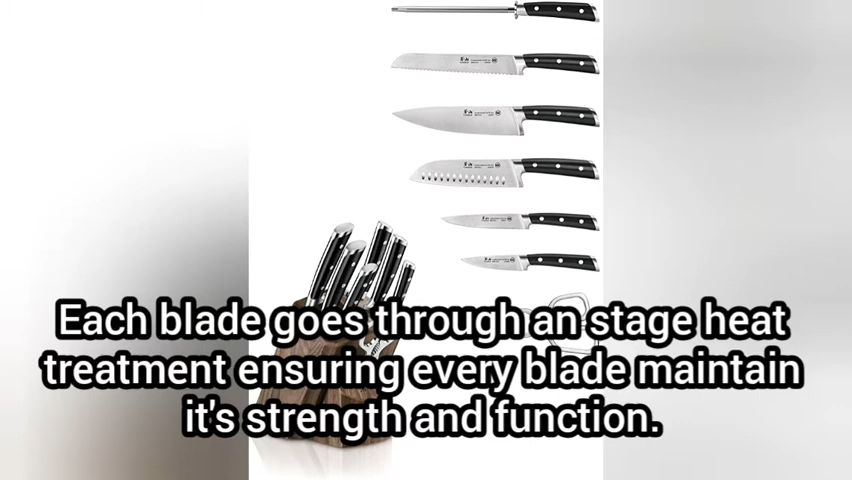 Each blade goes through an stage heat
treatment ensuring every blade maintain
it's strength and function.